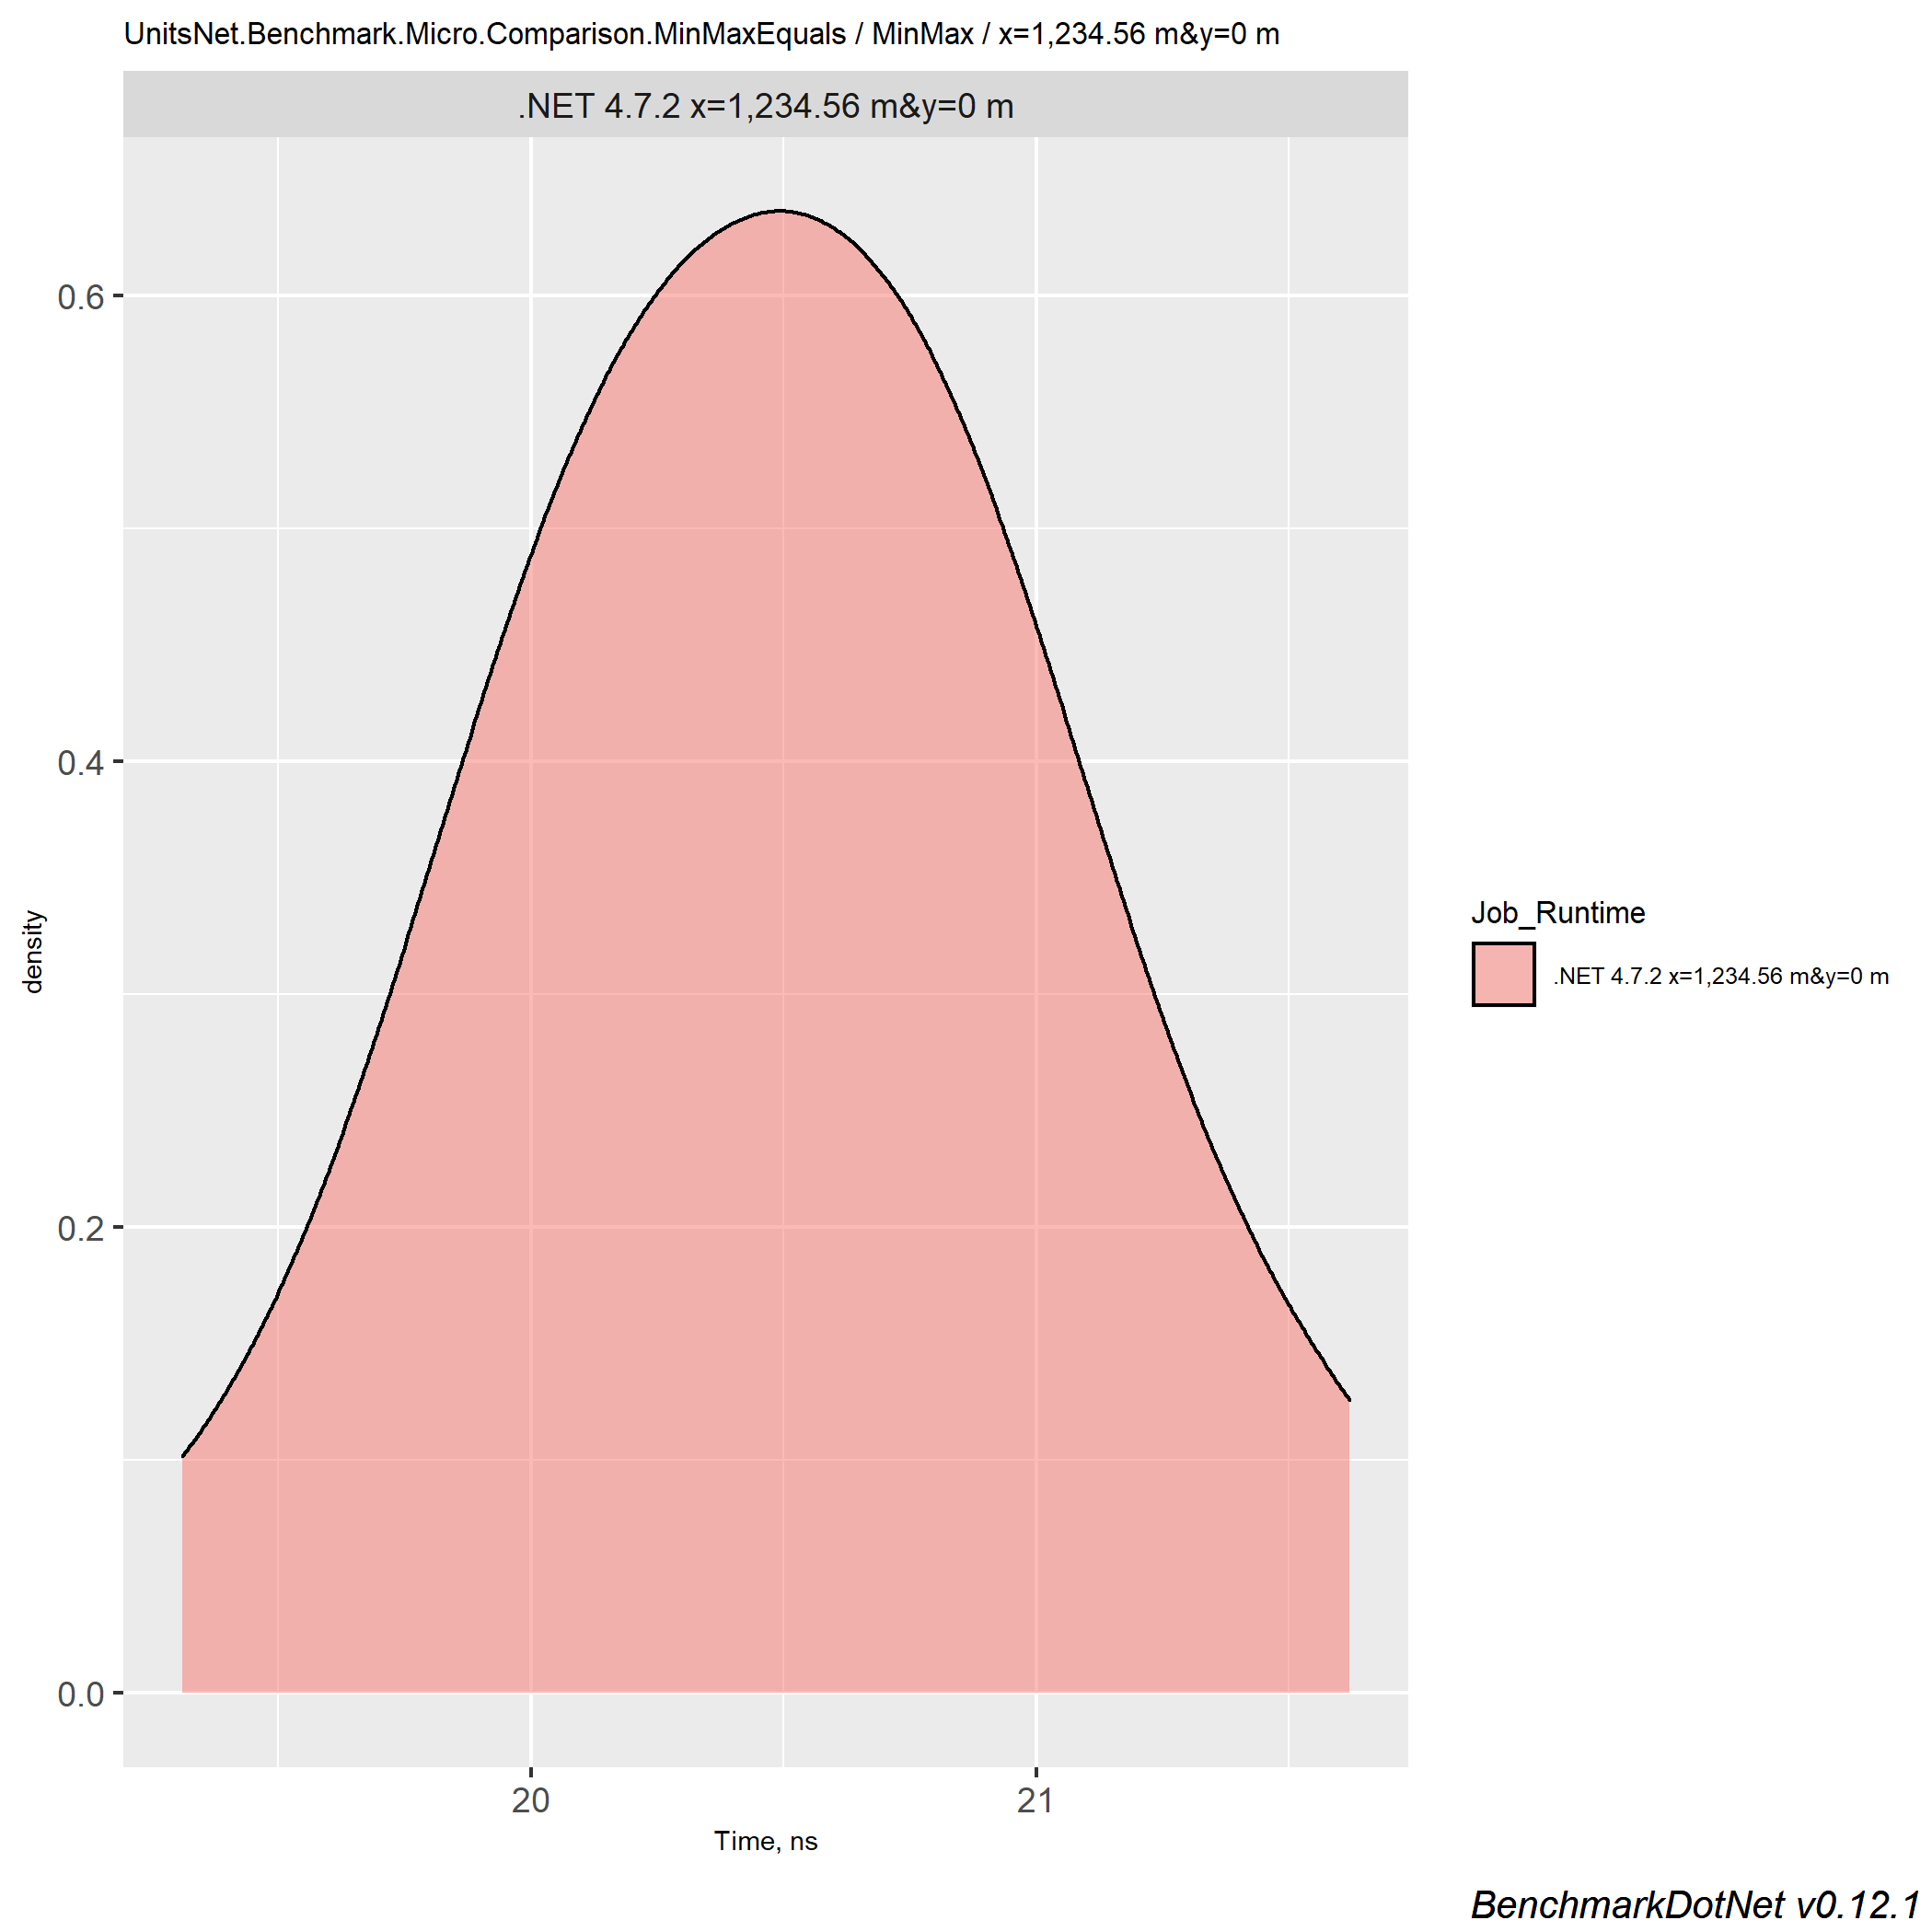 UnitsNet.Benchmark.Micro.Comparison.MinMaxEquals / MinMax / x=1,234.56 m&y=0 m
.NET 4.7.2 x=1,234.56 m&y=0 m
0.6
0.4
0.2
0.0
density
20 21
Time, ns
Job_Runtime
.NET 4.7.2 x=1,234.56 m&y=0 m
BenchmarkDotNet v0.12.1